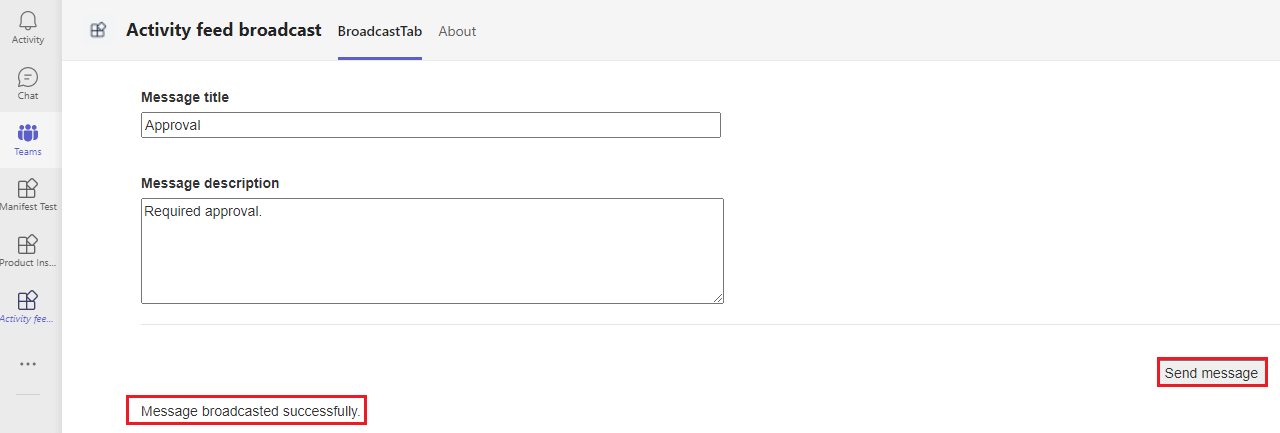 Activity
Chat
Teams
Manifest Test
Product Ins...
Activity fee...
Activity feed broadcast BroadcastTab About
Message title
Approval
Message description
Required approval.
Send message
Message broadcasted successfully.